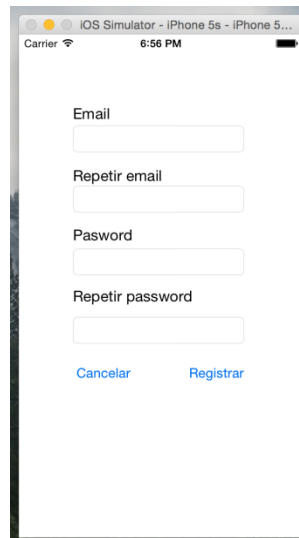 iOS Simulator - iPhone 5s - iPhone 5...
Carrier 6:56 PM
Email
Repetir email
Pasword
Repetir password
Cancelar Registrar